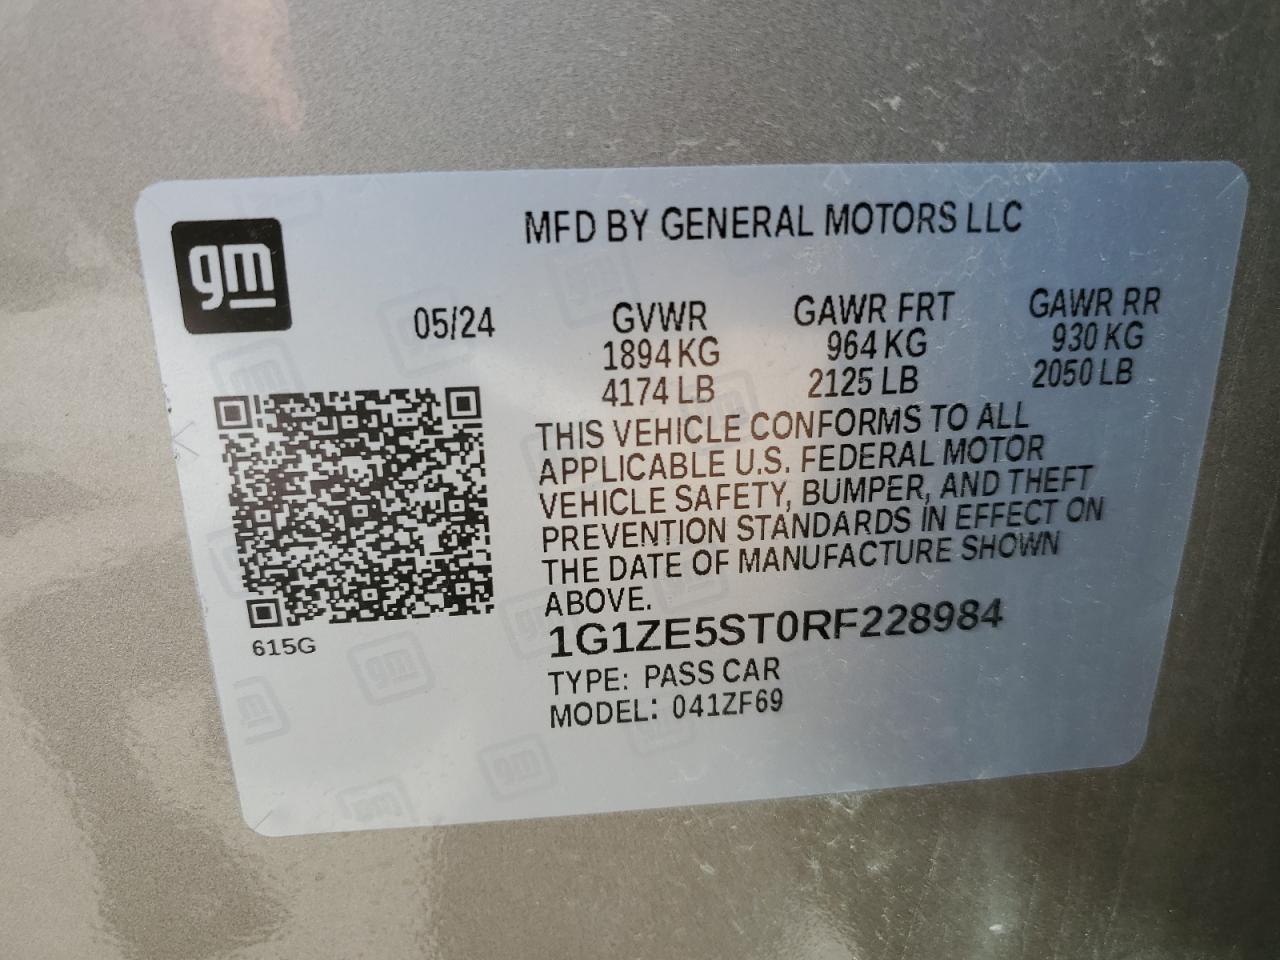 gm
MFD BY GENERAL MOTORS LLC
05/24
GVWR
1894 KG
4174 LB
GAWR FRT
964 KG
2125 LB
GAWR RR
930 KG
2050 LB
THIS VEHICLE CONFORMS TO ALL
APPLICABLE U.S. FEDERAL MOTOR
VEHICLE SAFETY, BUMPER, AND THEFT
PREVENTION STANDARDS IN EFFECT ON
THE DATE OF MANUFACTURE SHOWN
ABOVE.
615G
1G1ZE5ST0RF228984
TYPE: PASS CAR
MODEL: 041ZF69